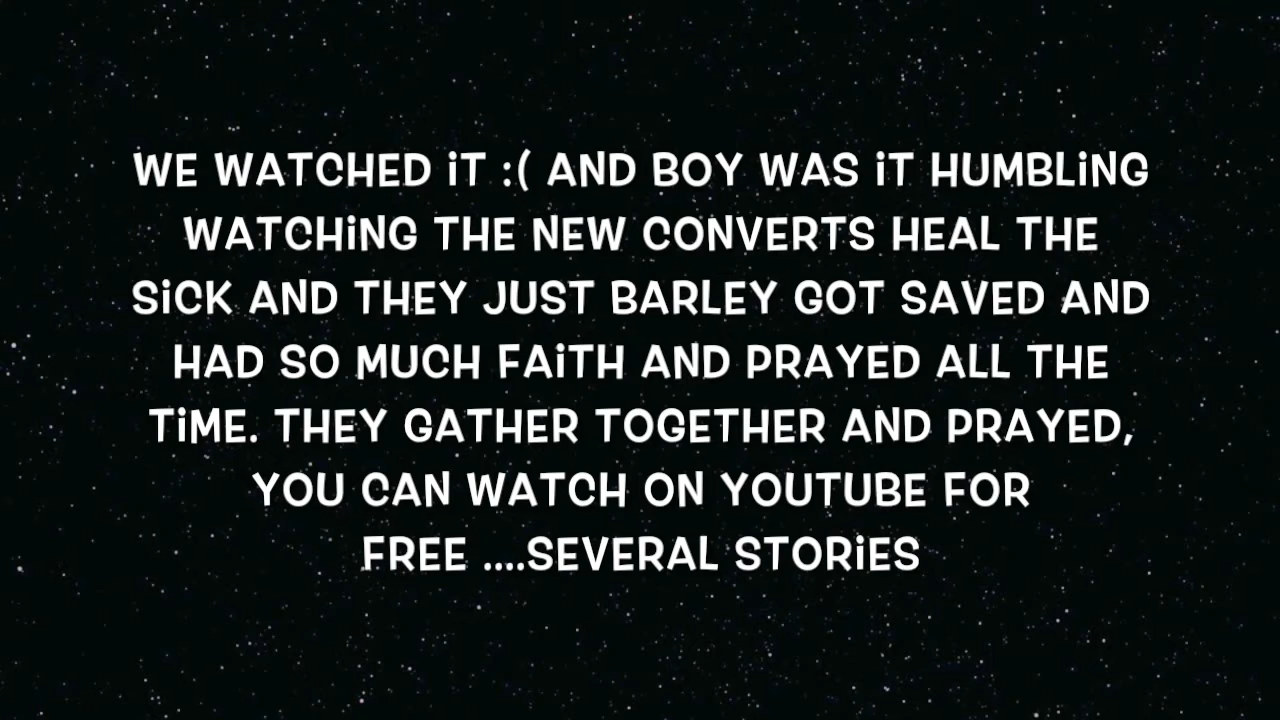 WE WATCHED iT :( AND BOY WAS iT HUMBLiNG
WATCHiNG THE NEW CONVERTS HEAL THE
SiCK AND THEY JUST BARLEY GOT SAVED AND
HAD SO MUCH FAiTH AND PRAYED ALL THE
TiME. THEY GATHER TOGETHER AND PRAYED,
YOU CAN WATCH ON YOUTUBE FOR
FREE ....SEVERAL STORiES